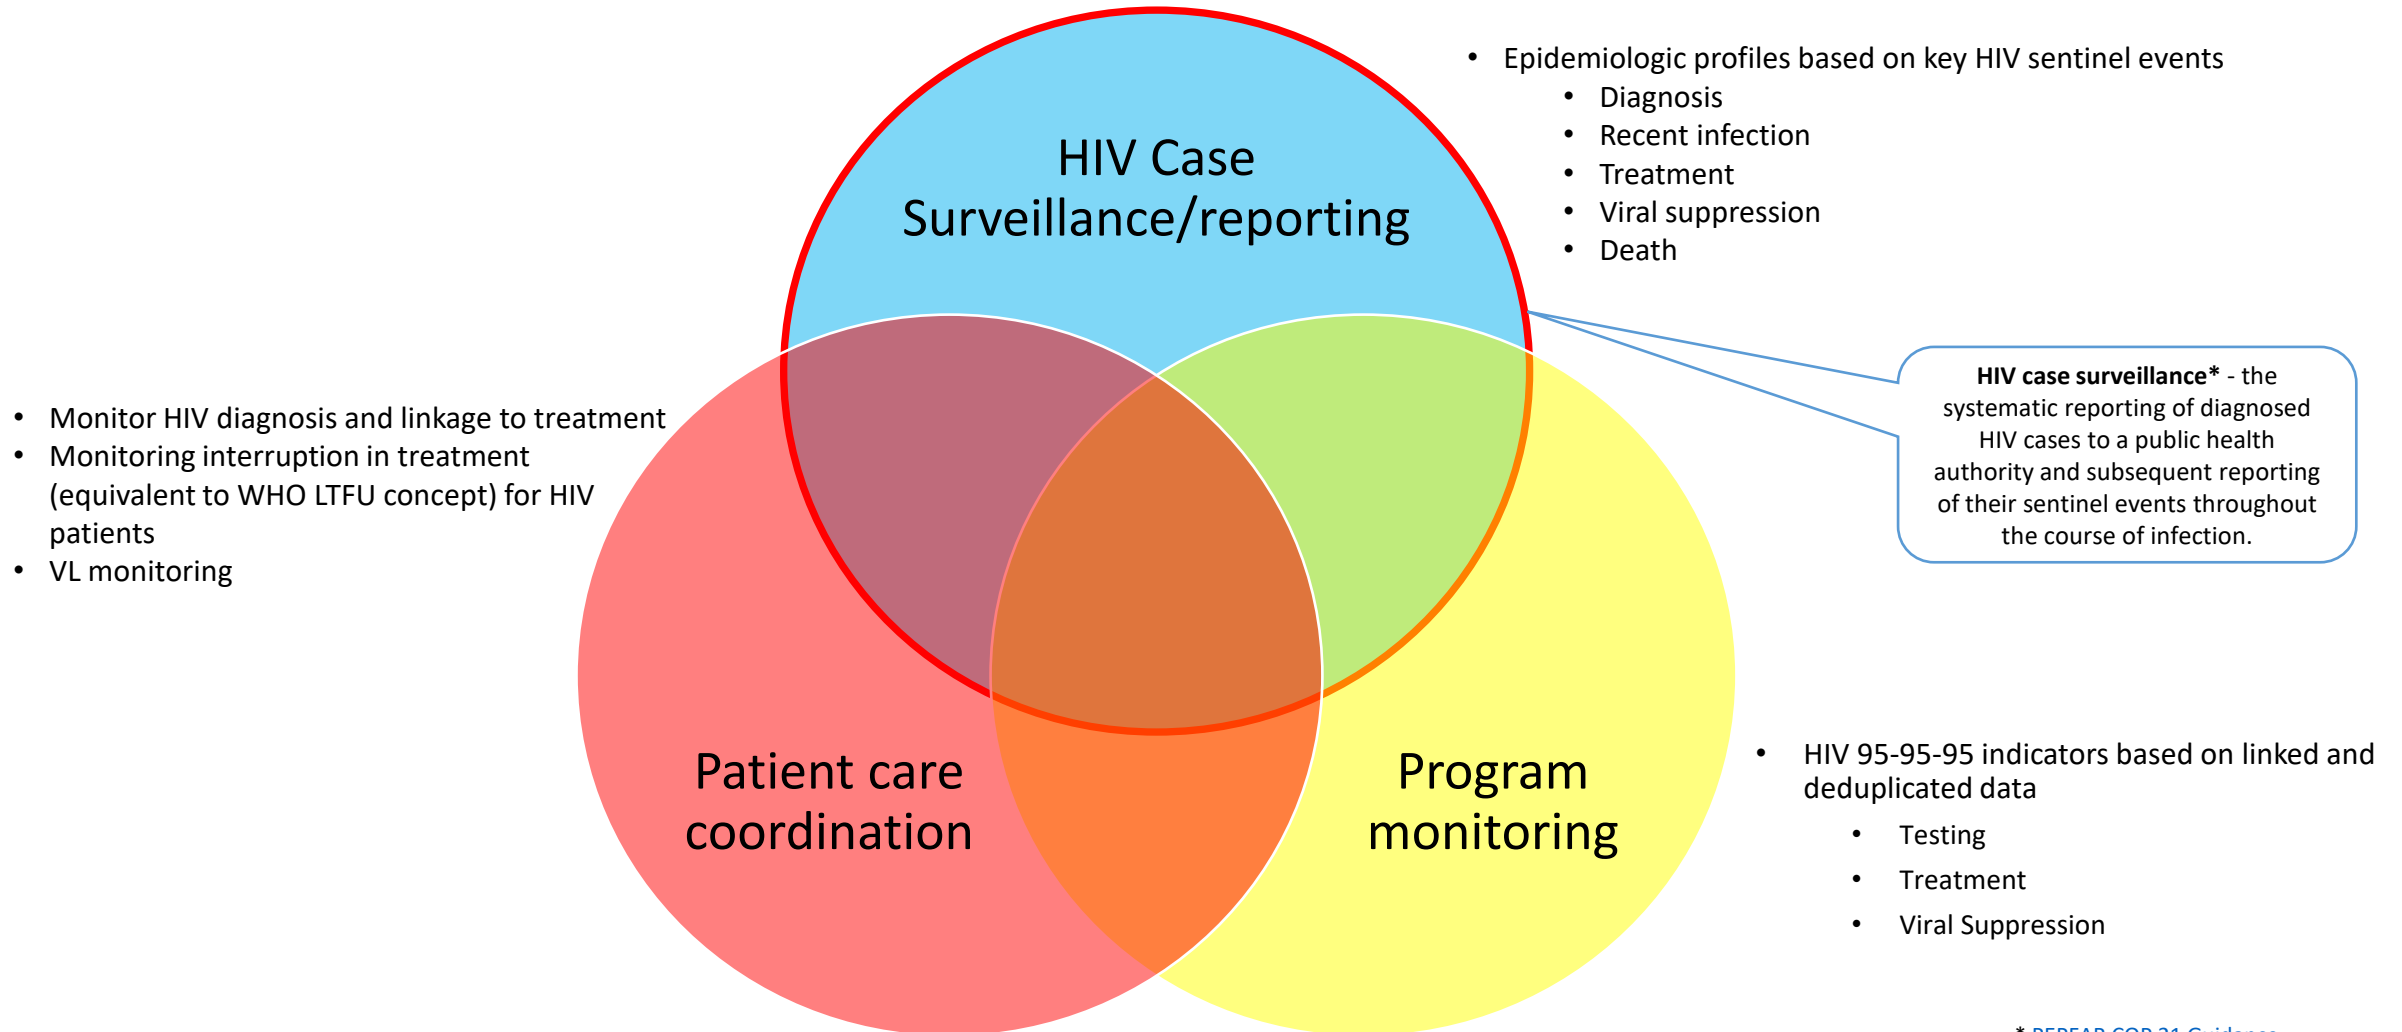 • Epidemiologic profiles based on key HIV sentinel events
• Diagnosis
• Recent infection
• Treatment
• Viral suppression
• Death
HIV Case
Surveillance/reporting
HIV case surveillance* - the
systematic reporting of diagnosed
HIV cases to a public health
authority and subsequent reporting
of their sentinel events throughout
the course of infection.
• Monitor HIV diagnosis and linkage to treatment
• Monitoring interruption in treatment
(equivalent to WHO LTFU concept) for HIV
patients
• VL monitoring
Patient care
coordination
Program
monitoring
• HIV 95-95-95 indicators based on linked and
deduplicated data
• Testing
• Treatment
• Viral Suppression
* PEPFAR COP 21 Guidance